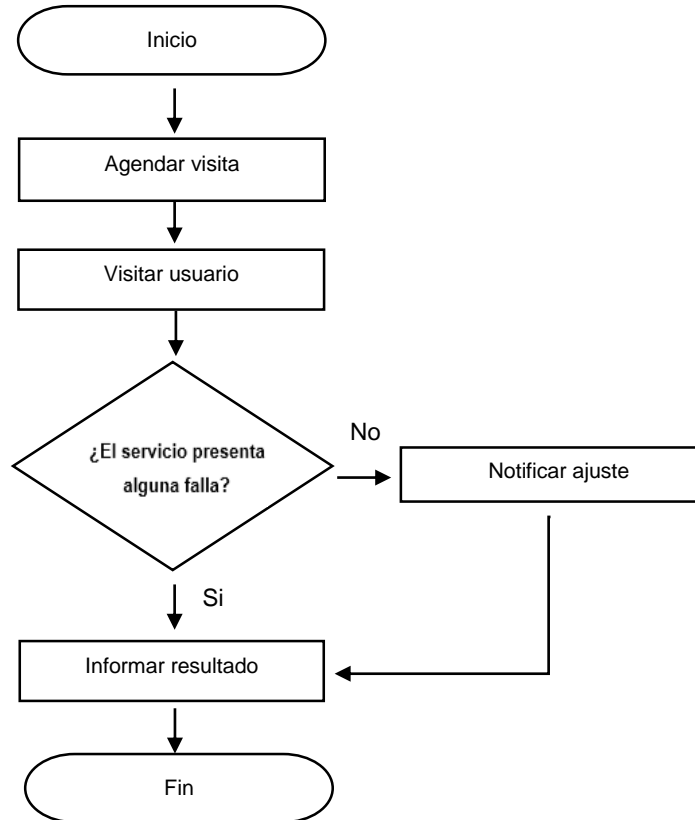 Inicio
Agendar visita
Visitar usuario
¿El servicio presenta
alguna falla?
No
Notificar ajuste
Si
Informar resultado
Fin